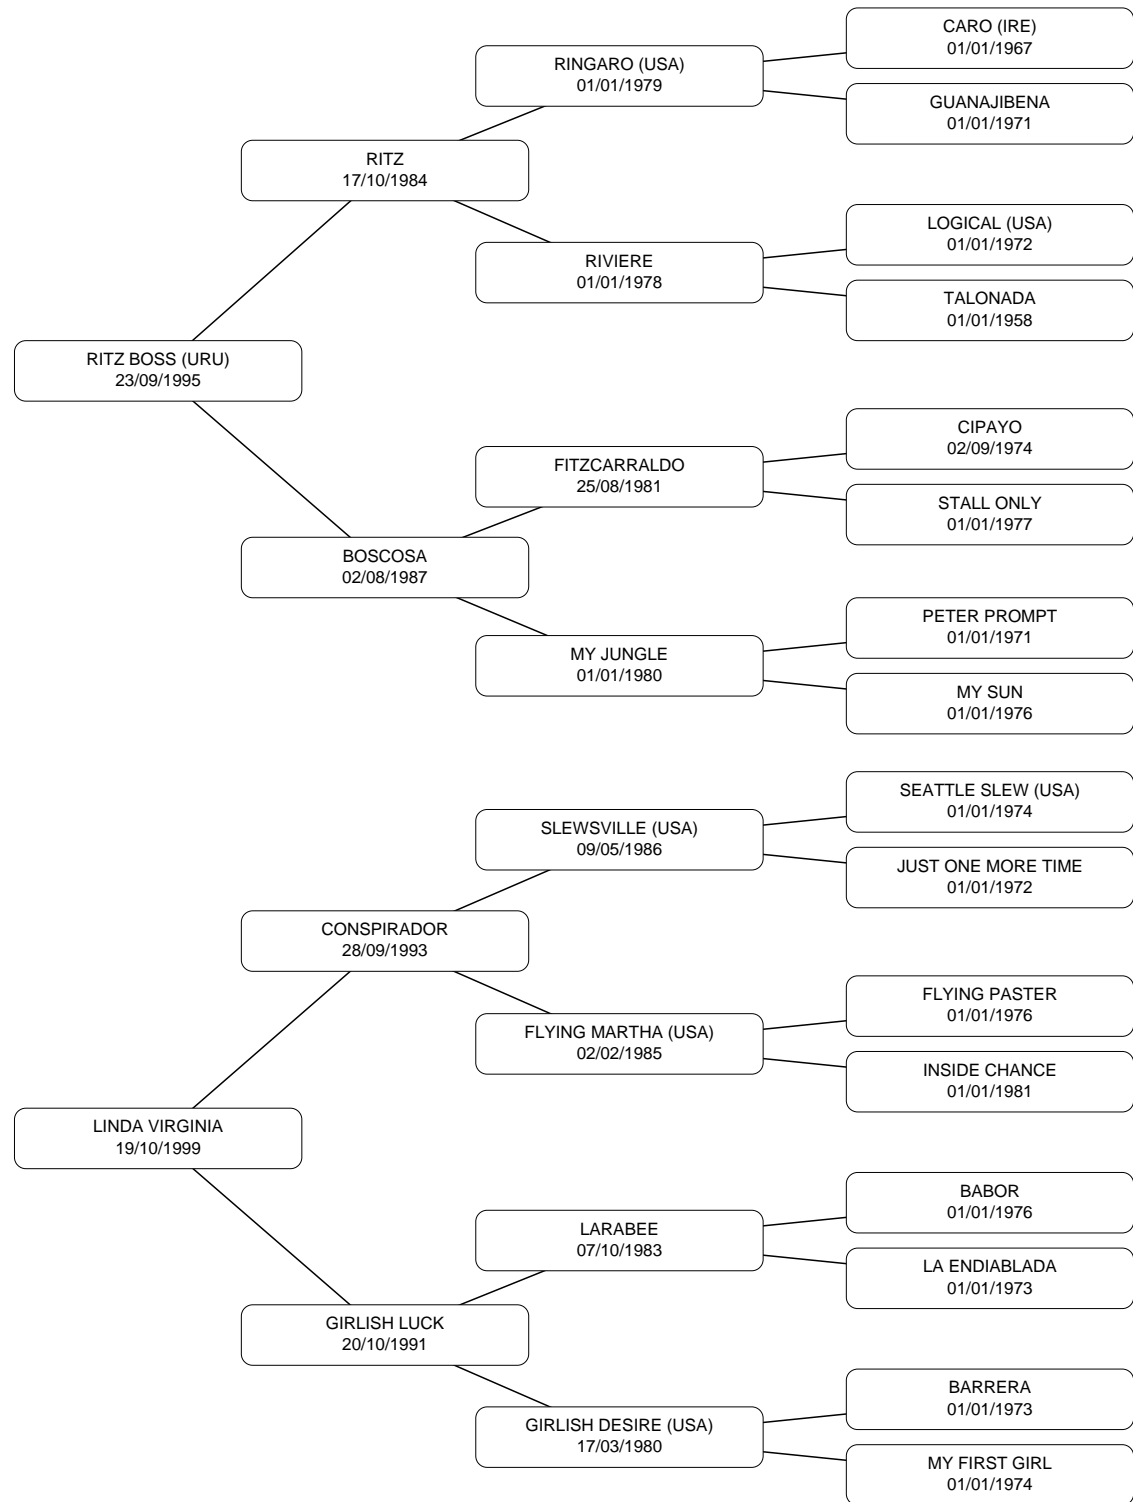 CARO (IRE)
01/01/1967
RINGARO (USA)
01/01/1979
GUANAJIBENA
01/01/1971
RITZ
17/10/1984
LOGICAL (USA)
01/01/1972
RIVIERE
01/01/1978
TALONADA
01/01/1958
RITZ BOSS (URU)
23/09/1995
CIPAYO
02/09/1974
FITZCARRALDO
25/08/1981
STALL ONLY
01/01/1977
BOSCOSA
02/08/1987
PETER PROMPT
01/01/1971
MY JUNGLE
01/01/1980
MY SUN
01/01/1976
SEATTLE SLEW (USA)
01/01/1974
SLEWSVILLE (USA)
09/05/1986
JUST ONE MORE TIME
01/01/1972
CONSPIRADOR
28/09/1993
FLYING PASTER
01/01/1976
FLYING MARTHA (USA)
02/02/1985
INSIDE CHANCE
01/01/1981
LINDA VIRGINIA
19/10/1999
BABOR
01/01/1976
LARABEE
07/10/1983
LA ENDIABLADA
01/01/1973
GIRLISH LUCK
20/10/1991
BARRERA
01/01/1973
GIRLISH DESIRE (USA)
17/03/1980
MY FIRST GIRL
01/01/1974